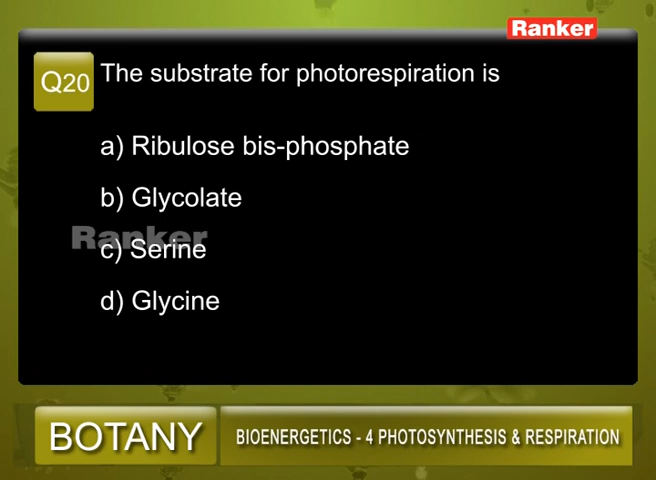 Ranker
Q20 The substrate for photorespiration is
a) Ribulose bis-phosphate
b) Glycolate
Ranker
c) Serine
d) Glycine
BOTANY
BIOENERGETICS - 4 PHOTOSYNTHESIS & RESPIRATION